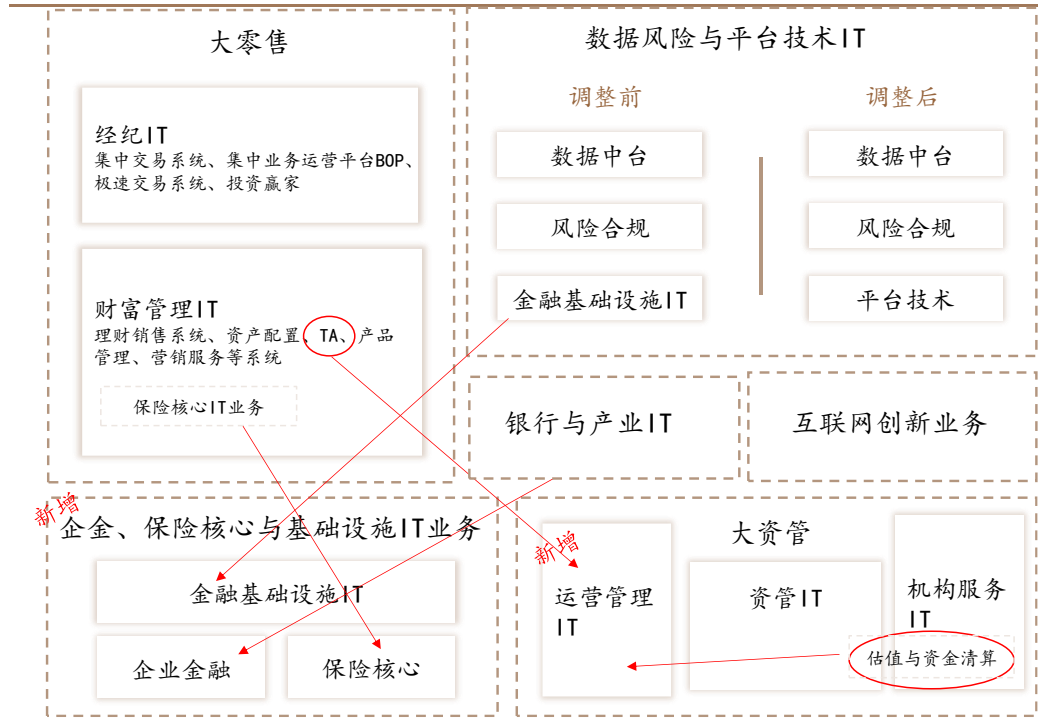 大零售
经纪IT
集中交易系统、集中业务运营平台BOP、
极速交易系统、投资赢家
财富管理IT
理财销售系统、资产配置、TA、产品
管理、营销服务等系统
保险核心IT业务
数据风险与平台技术IT
调整前
调整后
数据中台
数据中台
风险合规
风险合规
金融基础设施IT
平台技术
银行与产业IT
互联网创新业务
新增
企金、保险核心与基础设施IT业务
金融基础设施IT
企业金融
保险核心
大资管
新增
运营管理
IT
资管IT
机构服务
IT
估值与资金清算